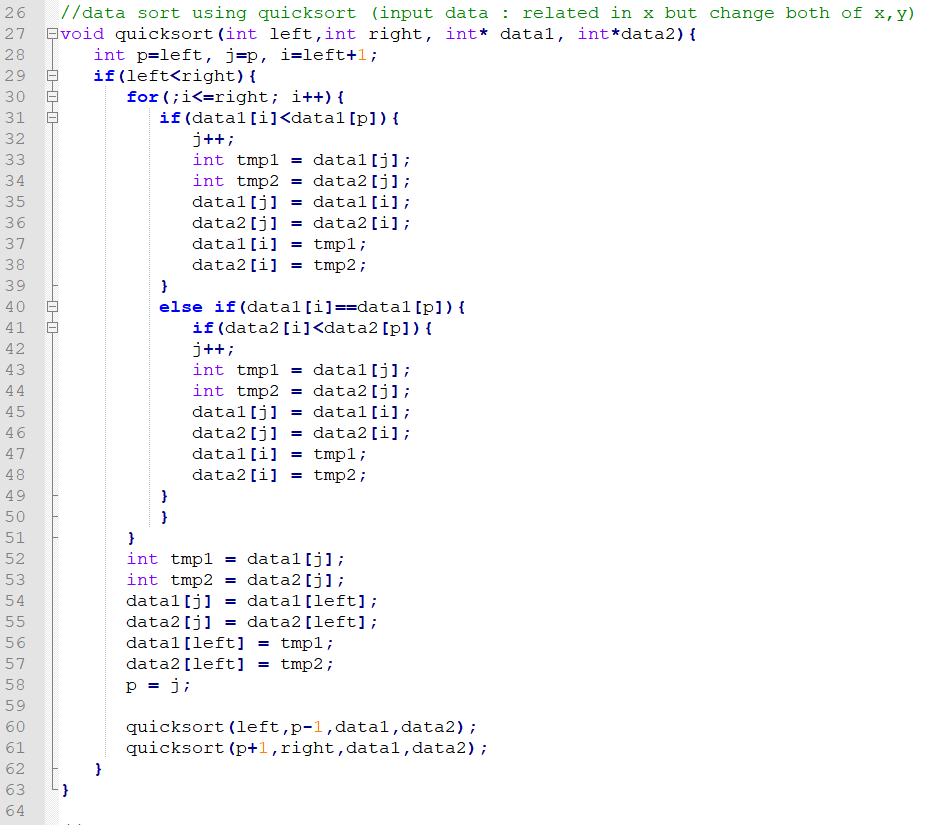 26 //data sort using quicksort (input data : related in x but change both of x,y)
27 void quicksort(int left,int right, int* data1, int*data2){
28    int p=left, j=p, i=left+1;
29    if(left<right){
30       for(;i<=right; i++){
31          if(data1[i]<data1[p]){
32             j++;
33             int tmp1 = data1[j];
34             int tmp2 = data2[j];
35             data1[j] = data1[i];
36             data2[j] = data2[i];
37             data1[i] = tmp1;
38             data2[i] = tmp2;
39          }
40          else if(data1[i]==data1[p]){
41             if(data2[i]<data2[p]){
42             j++;
43             int tmp1 = data1[j];
44             int tmp2 = data2[j];
45             data1[j] = data1[i];
46             data2[j] = data2[i];
47             data1[i] = tmp1;
48             data2[i] = tmp2;
49          }
50          }
51       }
52       int tmp1 = data1[j];
53       int tmp2 = data2[j];
54       data1[j] = data1[left];
55       data2[j] = data2[left];
56       data1[left] = tmp1;
57       data2[left] = tmp2;
58       p = j;
59
60       quicksort(left,p-1,data1,data2);
61       quicksort(p+1,right,data1,data2);
62    }
63 }
64